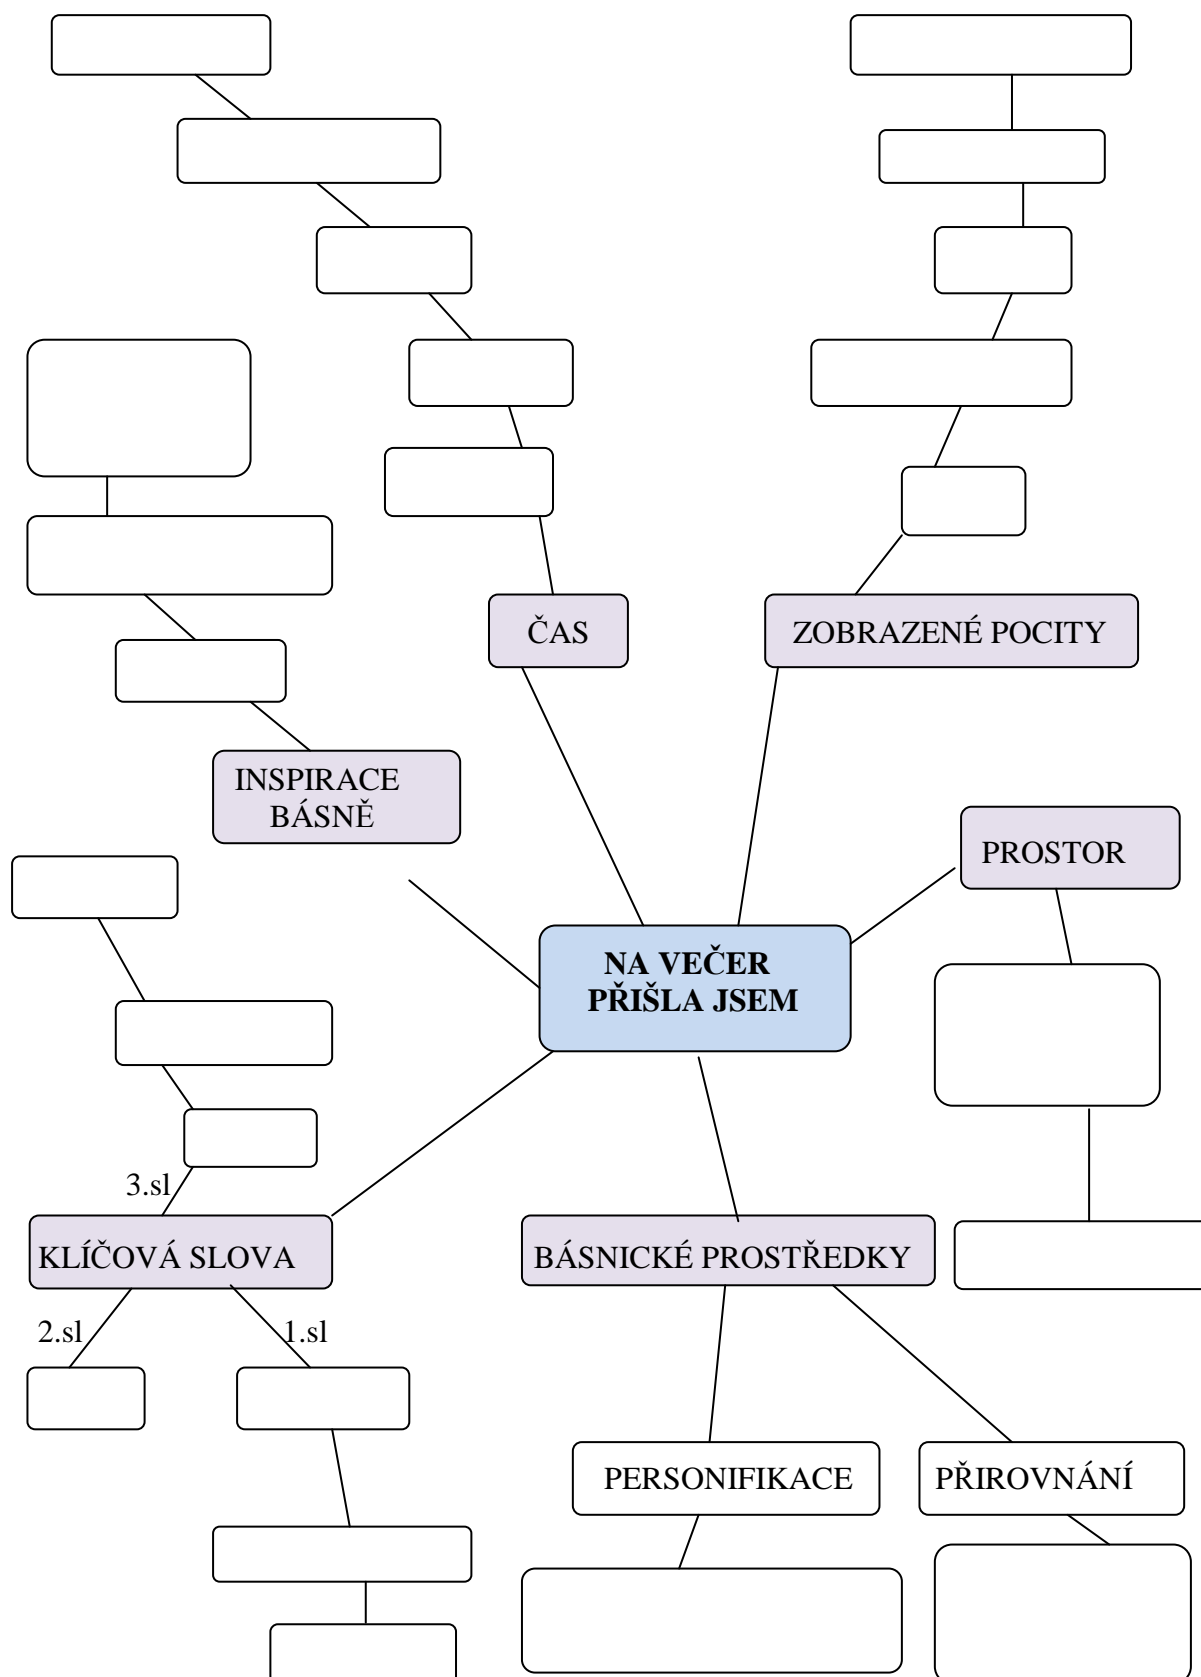 ČAS
ZOBRAZENÉ POCITY
INSPIRACE
BÁSNĚ
PROSTOR
NA VEČER
PŘIŠLA JSEM
3.sl
KLÍČOVÁ SLOVA
BÁSNICKÉ PROSTŘEDKY
2.sl
1.sl
PERSONIFIKACE
PŘIROVNÁNÍ